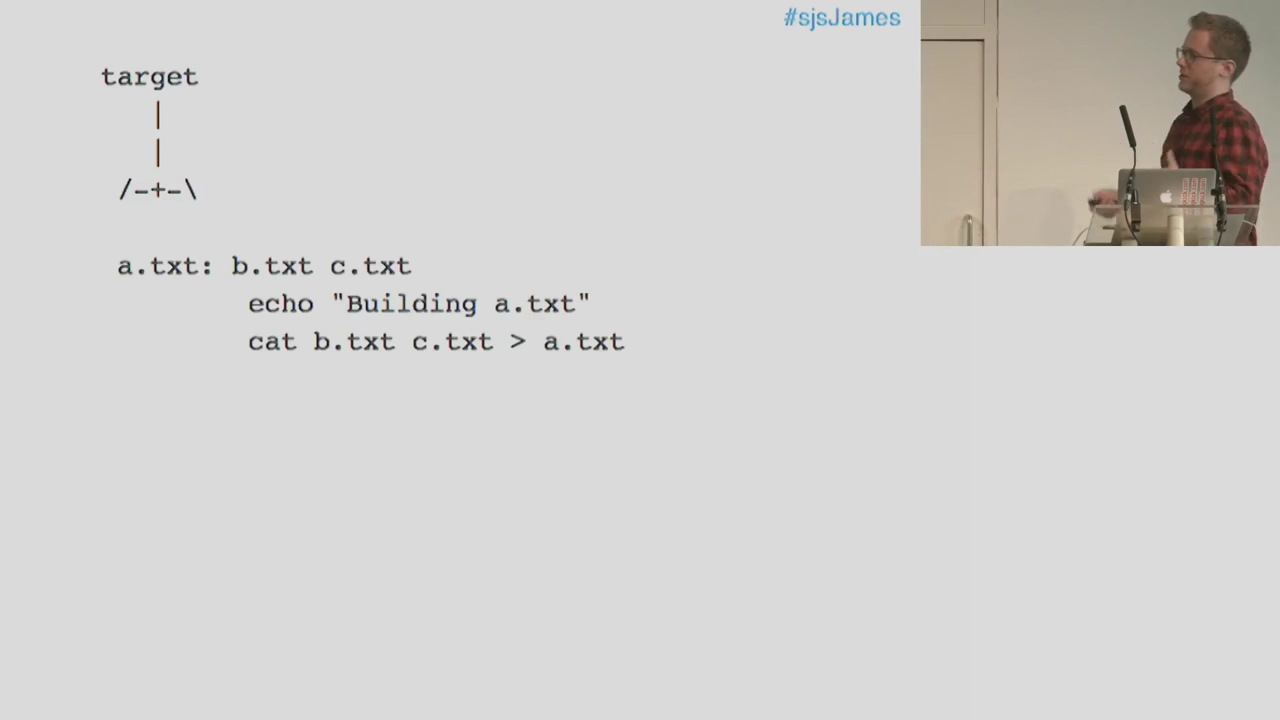 #sjsJames
target
|
|
/-+-\
a.txt: b.txt c.txt
echo "Building a.txt"
cat b.txt c.txt > a.txt